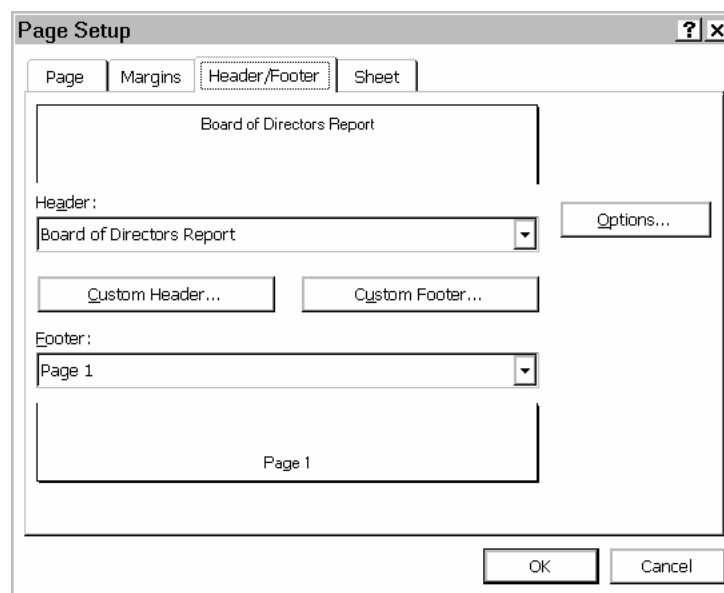 Page Setup
Page Margins Header/Footer Sheet
Board of Directors Report
Header:
Board of Directors Report
Options...
Custom Header... Custom Footer...
Footer:
Page 1
Page 1
OK Cancel